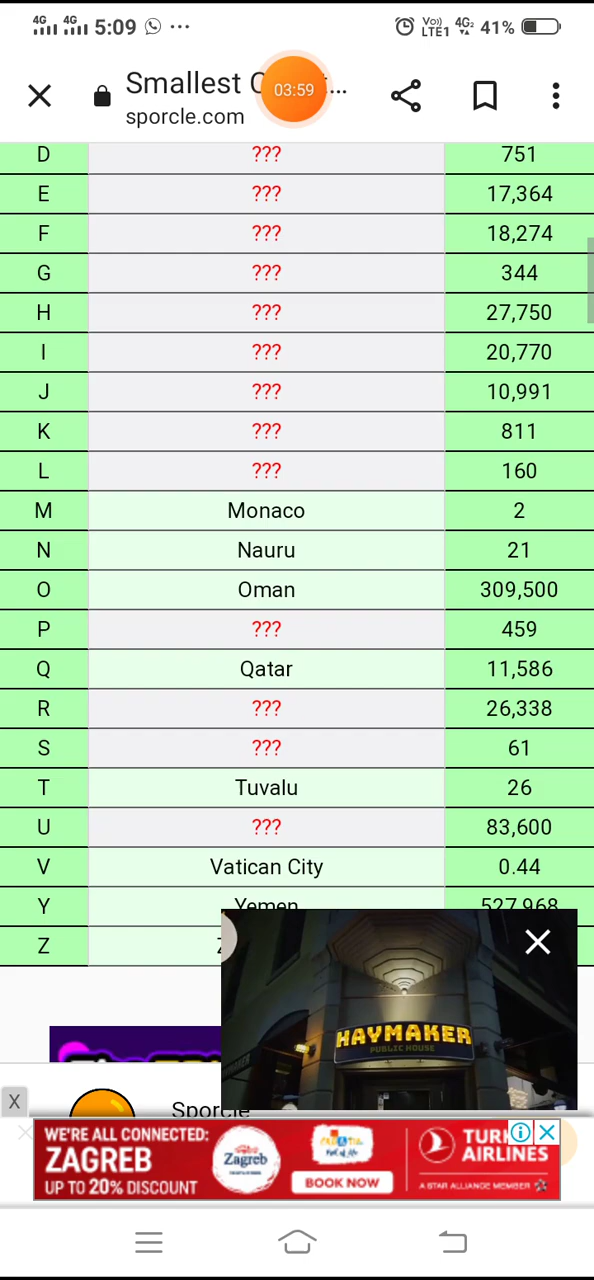 4G 4G 5:09 ... Vo)) LTE1 4G2 41%
Smallest C
03:59
...
sporcle.com
D ??? 751
E ??? 17,364
F ??? 18,274
G ??? 344
H ??? 27,750
I ??? 20,770
J ??? 10,991
K ??? 811
L ??? 160
M Monaco 2
N Nauru 21
O Oman 309,500
P ??? 459
Q Qatar 11,586
R ??? 26,338
S ??? 61
T Tuvalu 26
U ??? 83,600
V Vatican City 0.44
Y Yemen 527,968
Z
HAYMAKER
PUBLIC HOUSE
X
Sporcle
WE'RE ALL CONNECTED:
ZAGREB
UP TO 20% DISCOUNT
Zagreb
BOOK NOW
AIRLINES
A STAR ALLIANCE MEMBER